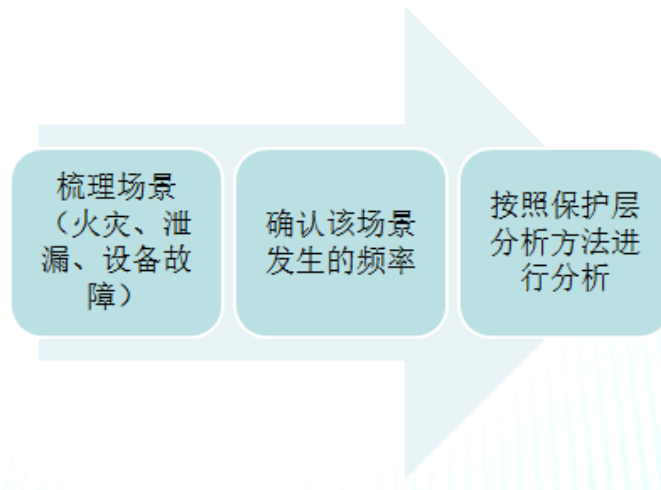 梳理场景
（火灾、泄
漏、设备故
障）
确认该场景
发生的频率
按照保护层
分析方法进
行分析